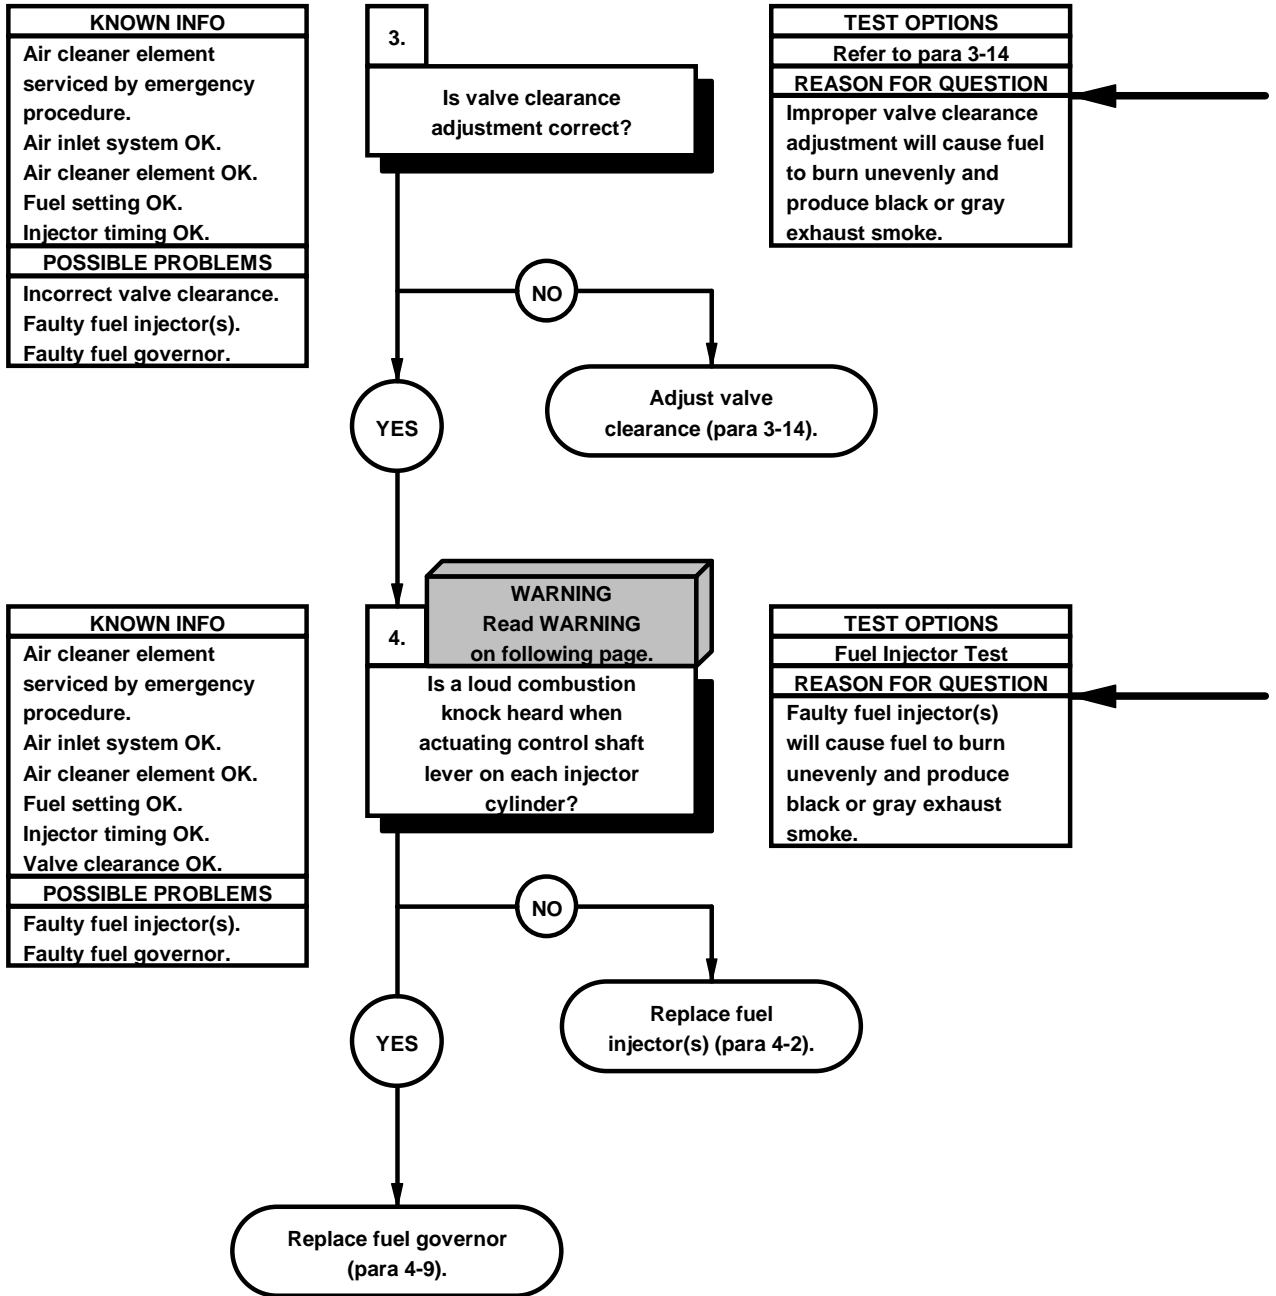 KNOWN INFO
Air cleaner element
serviced by emergency
procedure.
Air inlet system OK.
Air cleaner element OK.
Fuel setting OK.
Injector timing OK.
POSSIBLE PROBLEMS
Incorrect valve clearance.
Faulty fuel injector(s).
Faulty fuel governor.
3.
Is valve clearance
adjustment correct?
TEST OPTIONS
Refer to para 3-14
REASON FOR QUESTION
Improper valve clearance
adjustment will cause fuel
to burn unevenly and
produce black or gray
exhaust smoke.
NO
Adjust valve
clearance (para 3-14).
YES
KNOWN INFO
Air cleaner element
serviced by emergency
procedure.
Air inlet system OK.
Air cleaner element OK.
Fuel setting OK.
Injector timing OK.
Valve clearance OK.
POSSIBLE PROBLEMS
Faulty fuel injector(s).
Faulty fuel governor.
4.
WARNING
Read WARNING
on following page.
Is a loud combustion
knock heard when
actuating control shaft
lever on each injector
cylinder?
TEST OPTIONS
Fuel Injector Test
REASON FOR QUESTION
Faulty fuel injector(s)
will cause fuel to burn
unevenly and produce
black or gray exhaust
smoke.
NO
Replace fuel
injector(s) (para 4-2).
YES
Replace fuel governor
(para 4-9).